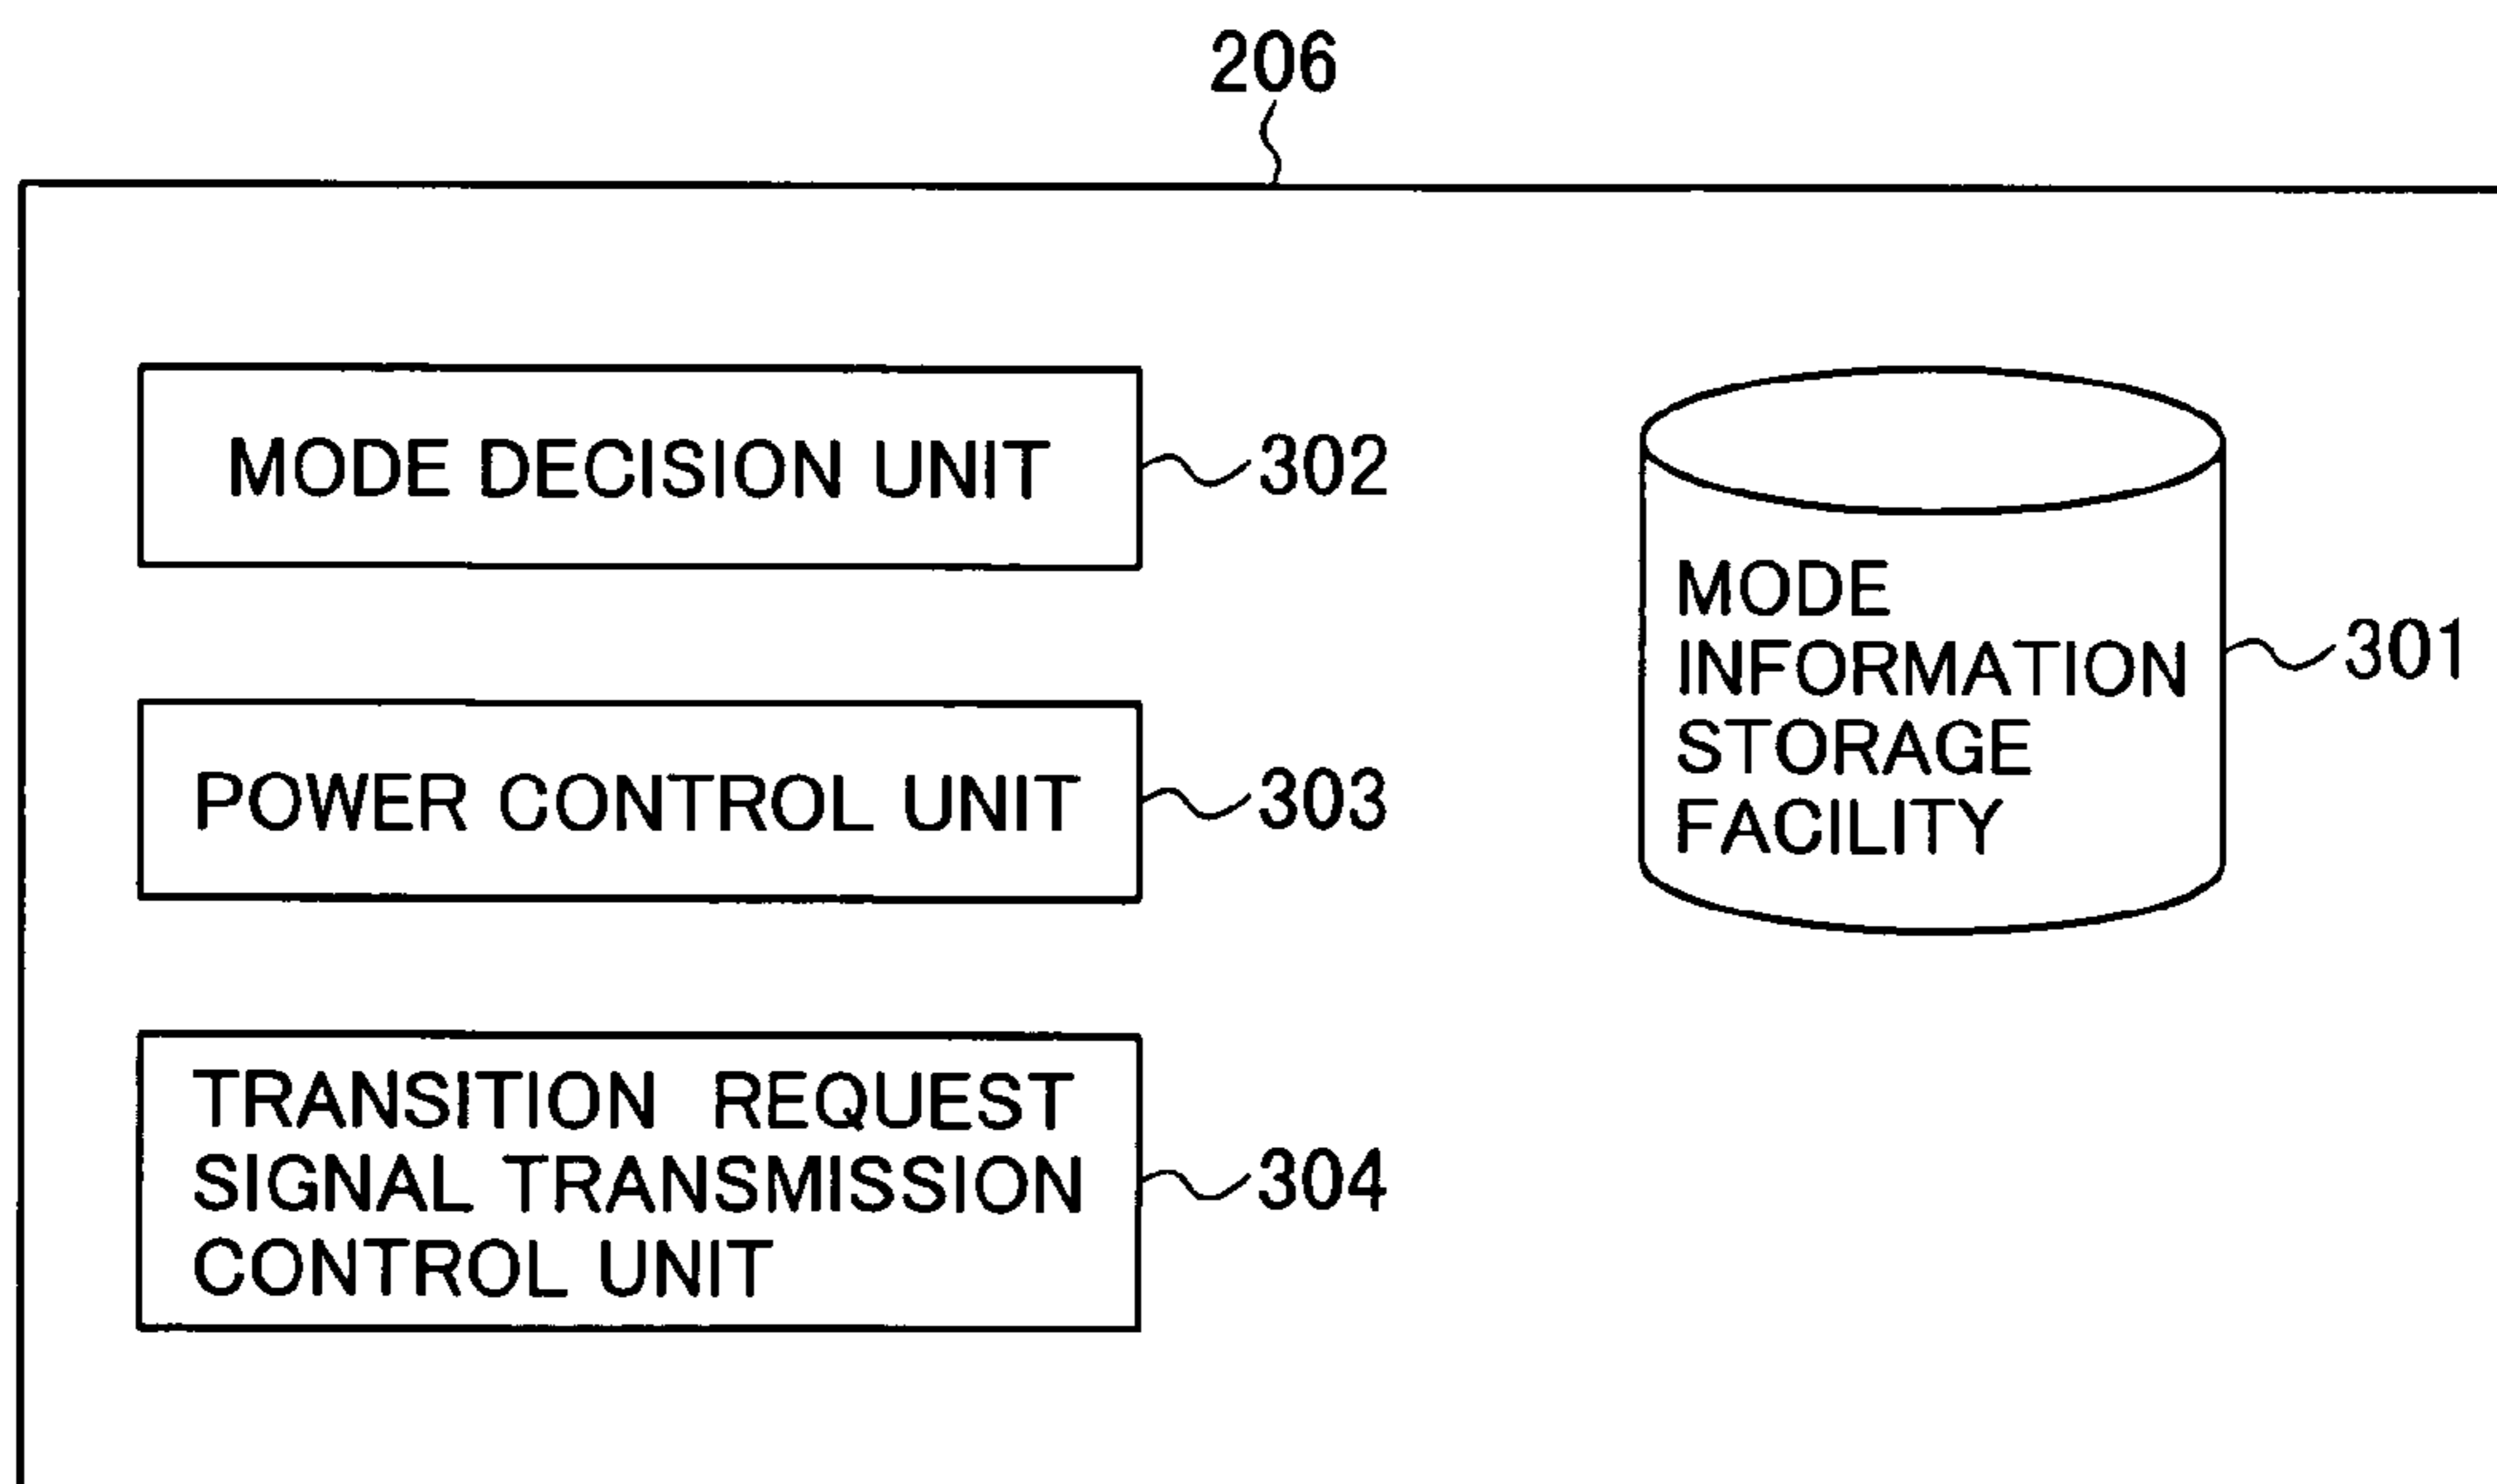 206
MODE DECISION UNIT
302
MODE
INFORMATION
STORAGE
FACILITY
301
POWER CONTROL UNIT
303
TRANSITION REQUEST
SIGNAL TRANSMISSION
CONTROL UNIT
304